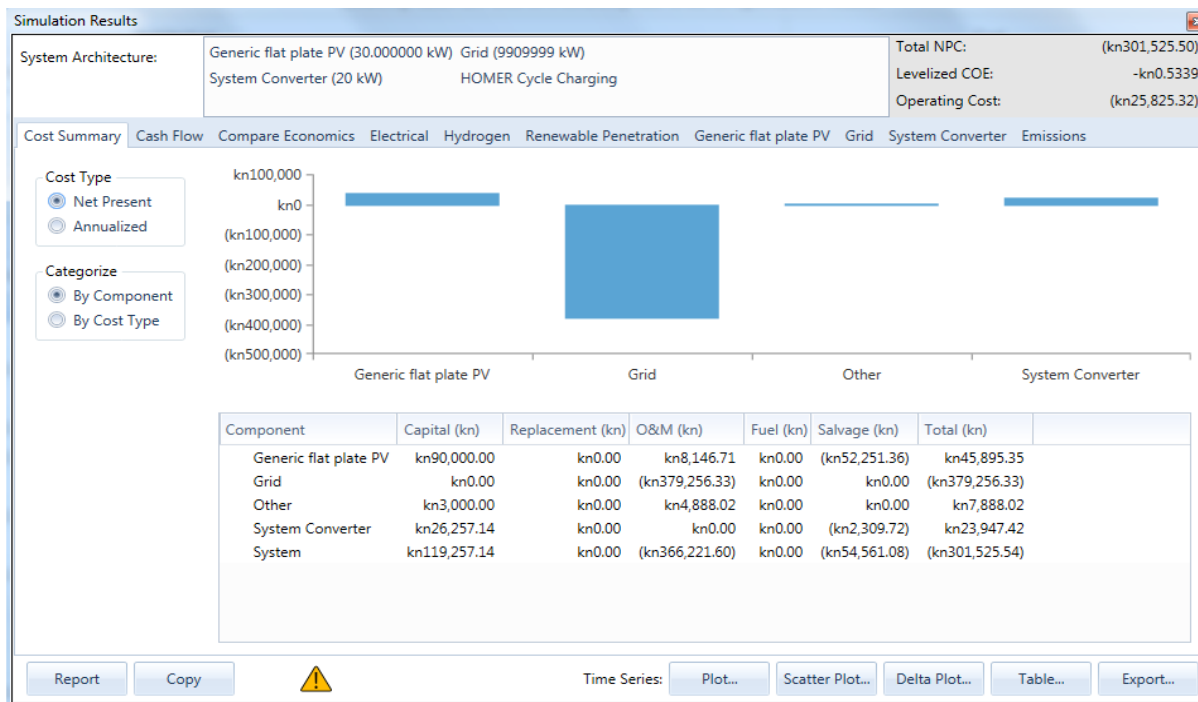 Simulation Results
System Architecture:
Generic flat plate PV (30.000000 kW) Grid (9909999 kW)
System Converter (20 kW) HOMER Cycle Charging
Total NPC: (kn301,525.50)
Levelized COE: -kn0.5339
Operating Cost: (kn25,825.32)
Cost Summary Cash Flow Compare Economics Electrical Hydrogen Renewable Penetration Generic flat plate PV Grid System Converter Emissions
Cost Type
Net Present
Annualized
Categorize
By Component
By Cost Type
kn100,000
kn0
(kn100,000)
(kn200,000)
(kn300,000)
(kn400,000)
(kn500,000)
Generic flat plate PV Grid Other System Converter
Component Capital (kn) Replacement (kn) O&M (kn) Fuel (kn) Salvage (kn) Total (kn)
Generic flat plate PV kn90,000.00 kn0.00 kn8,146.71 kn0.00 (kn52,251.36) kn45,895.35
Grid kn0.00 kn0.00 (kn379,256.33) kn0.00 kn0.00 (kn379,256.33)
Other kn3,000.00 kn0.00 kn4,888.02 kn0.00 kn0.00 kn7,888.02
System Converter kn26,257.14 kn0.00 kn0.00 kn0.00 (kn2,309.72) kn23,947.42
System kn119,257.14 kn0.00 (kn366,221.60) kn0.00 (kn54,561.08) (kn301,525.54)
Report Copy Time Series: Plot... Scatter Plot... Delta Plot... Table... Export...